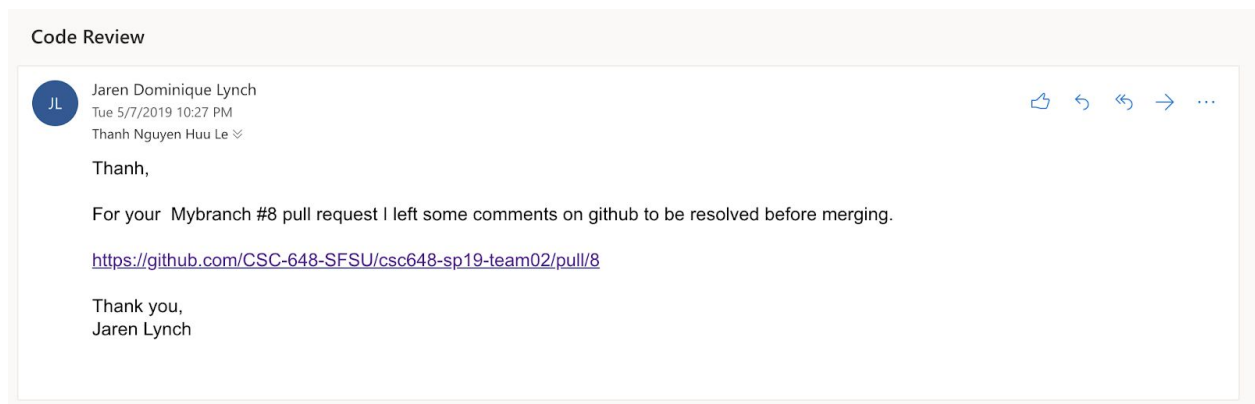 Code Review
JL
Jaren Dominique Lynch
Tue 5/7/2019 10:27 PM
Thanh Nguyen Huu Le
Thanh,
For your  Mybranch #8 pull request I left some comments on github to be resolved before merging.
https://github.com/CSC-648-SFSU/csc648-sp19-team02/pull/8
Thank you,
Jaren Lynch